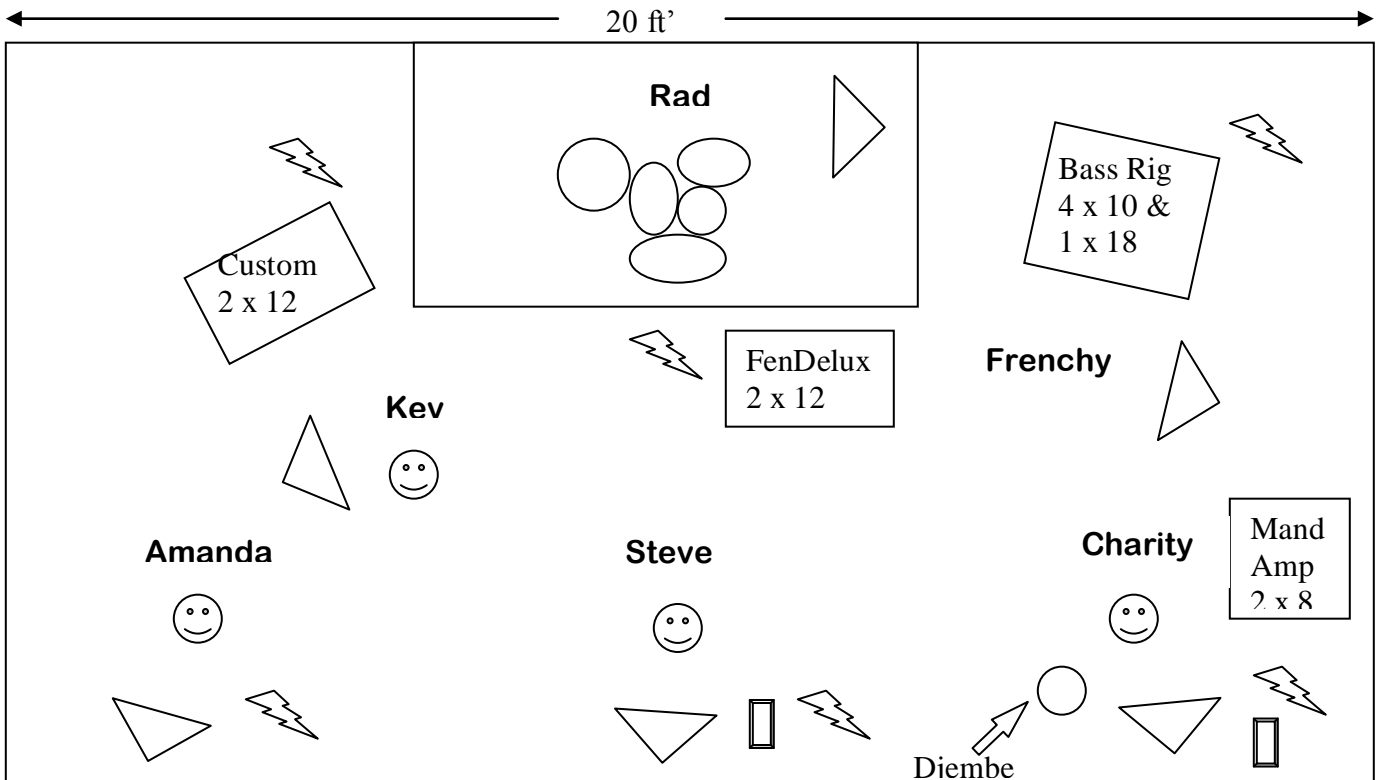 20 ft’
Rad
Bass Rig
4 x 10 &
1 x 18
Custom
2 x 12
FenDelux
2 x 12
Frenchy
Kev
Amanda
Steve
Charity
Mand
Amp
2 x 8
Djembe